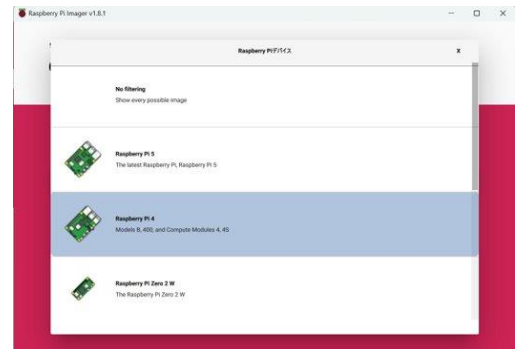 Raspberry Pi Imager v1.8.1
Raspberry Piデバイス
X
No filtering
Show every possible image
Raspberry Pi 5
The latest Raspberry Pi, Raspberry Pi 5
Raspberry Pi 4
Models B, 400, and Compute Modules 4, 4S
Raspberry Pi Zero 2 W
The Raspberry Pi Zero 2 W